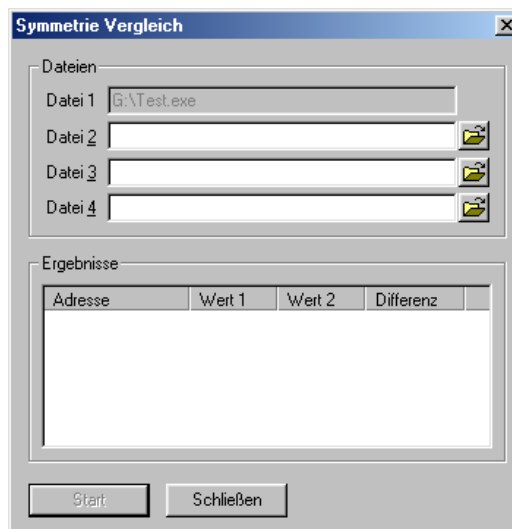 Symmetrie Vergleich
Dateien
Datei 1 G:\Test.exe
Datei 2
Datei 3
Datei 4
Ergebnisse
Adresse Wert 1 Wert 2 Differenz
Start Schließen